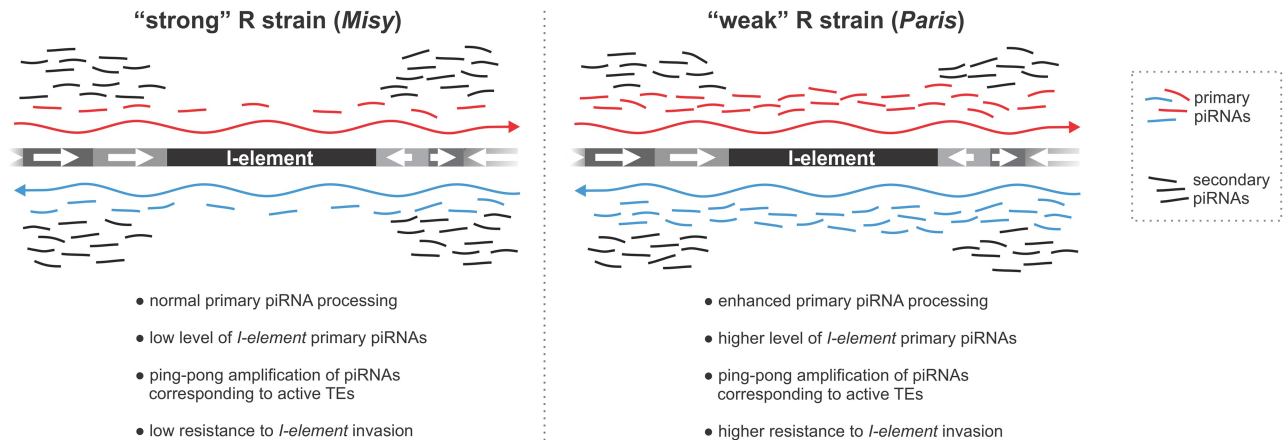 “strong” R strain (Misy)
I-element
● normal primary piRNA processing
● low level of I-element primary piRNAs
● ping-pong amplification of piRNAs
corresponding to active TEs
● low resistance to I-element invasion
“weak” R strain (Paris)
I-element
● enhanced primary piRNA processing
● higher level of I-element primary piRNAs
● ping-pong amplification of piRNAs
corresponding to active TEs
● higher resistance to I-element invasion
primary
piRNAs
secondary
piRNAs